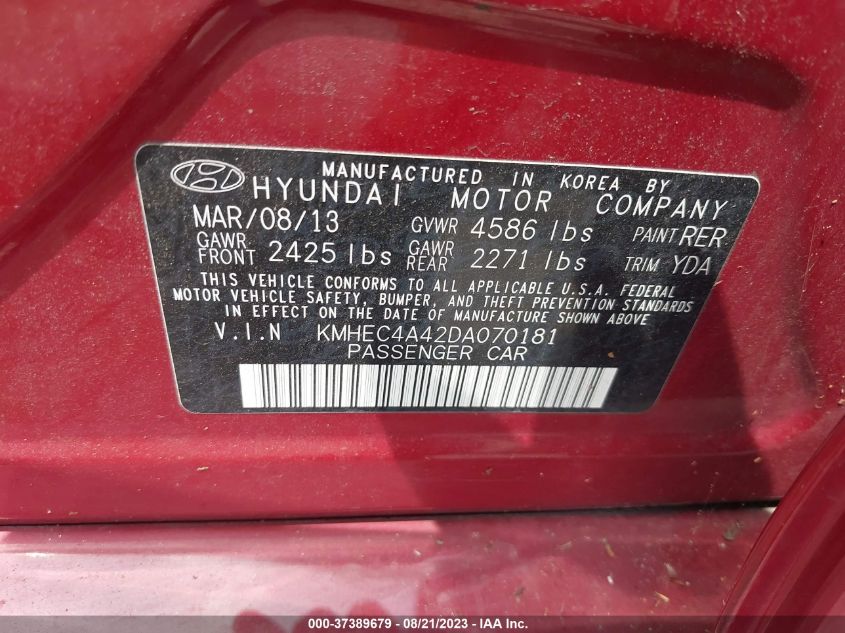 MANUFACTURED IN KOREA BY
HYUNDAI MOTOR COMPANY
MAR/08/13 GVWR 4586 lbs PAINT RER
GAWR FRONT 2425 lbs GAWR REAR 2271 lbs TRIM YDA
THIS VEHICLE CONFORMS TO ALL APPLICABLE U.S.A. FEDERAL
MOTOR VEHICLE SAFETY, BUMPER, AND THEFT PREVENTION STANDARDS
IN EFFECT ON THE DATE OF MANUFACTURE SHOWN ABOVE
V.I.N KMHEC4A42DA070181
PASSENGER CAR
000-37389679 - 08/21/2023 - IAA Inc.